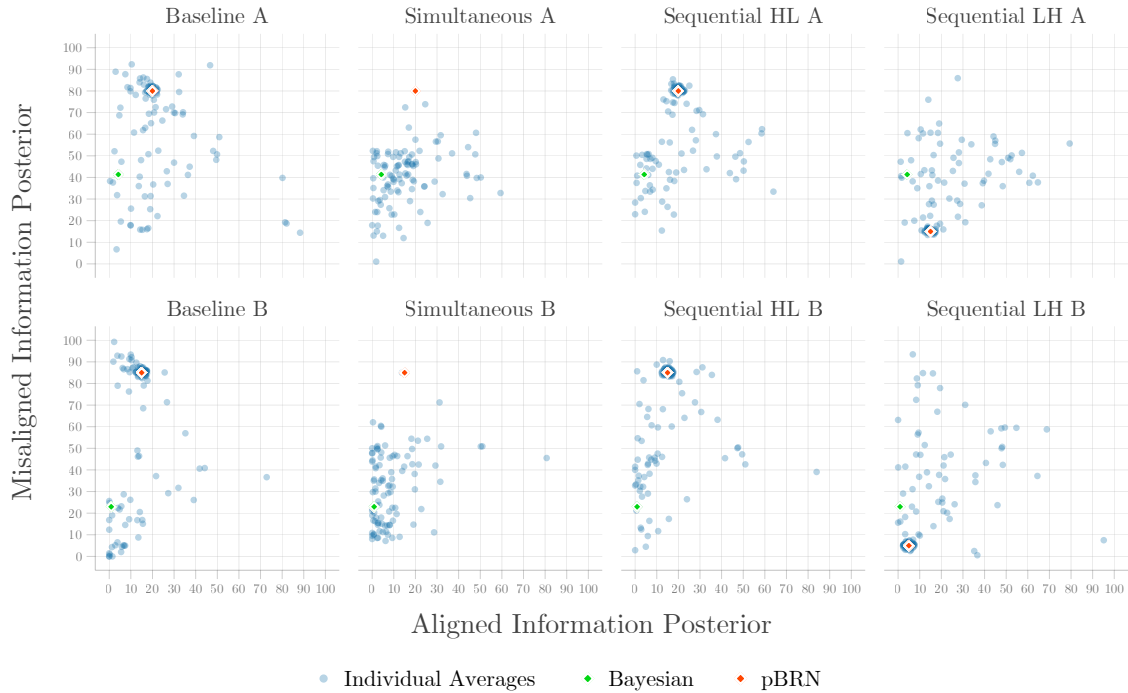 Baseline A
Simultaneous A
Sequential HL A
Sequential LH A
100
90
80
70
60
50
40
30
20
10
0
Misaligned Information Posterior
Baseline B
Simultaneous B
Sequential HL B
Sequential LH B
100
90
80
70
60
50
40
30
20
10
0
0 10 20 30 40 50 60 70 80 90 100
0 10 20 30 40 50 60 70 80 90 100
0 10 20 30 40 50 60 70 80 90 100
0 10 20 30 40 50 60 70 80 90 100
Aligned Information Posterior
Individual Averages
Bayesian
pBRN